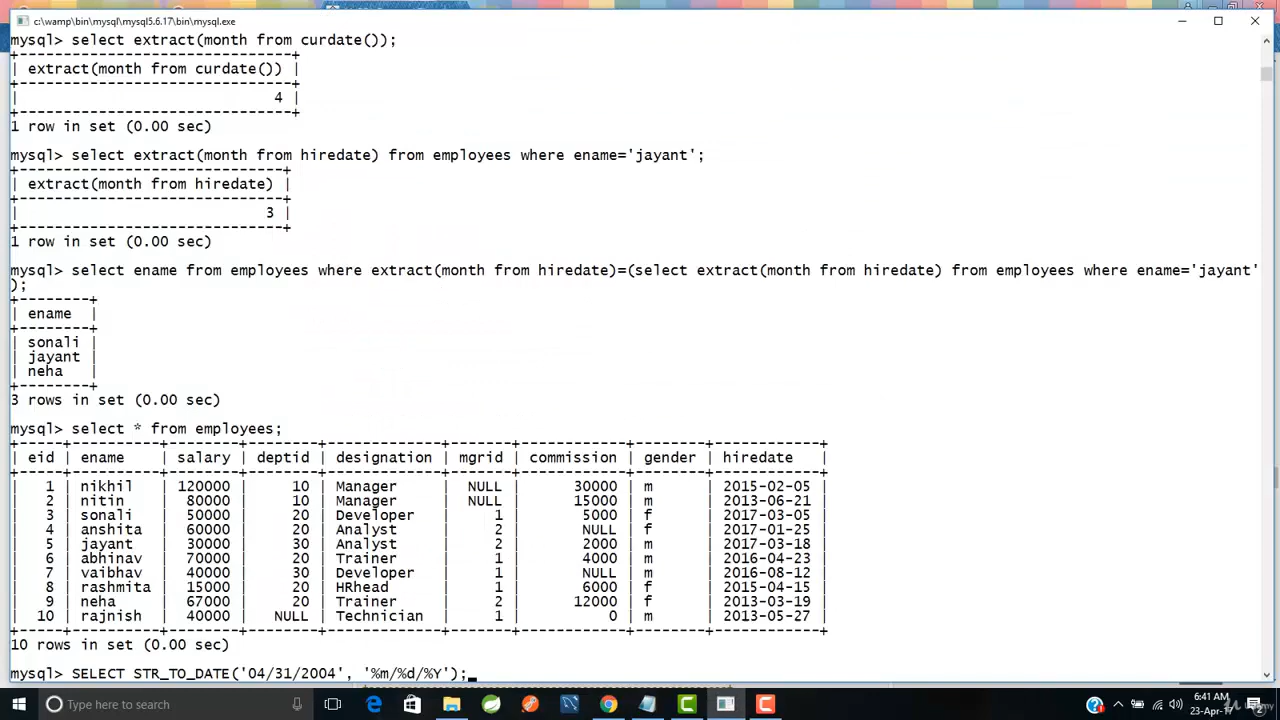 c:\wamp\bin\mysql\mysql5.6.17\bin\mysql.exe
mysql> select extract(month from curdate());
+------------------------------+
| extract(month from curdate()) |
+------------------------------+
|                             4 |
+------------------------------+
1 row in set (0.00 sec)
mysql> select extract(month from hiredate) from employees where ename='jayant';
+------------------------------+
| extract(month from hiredate) |
+------------------------------+
|                            3 |
+------------------------------+
1 row in set (0.00 sec)
mysql> select ename from employees where extract(month from hiredate)=(select extract(month from hiredate) from employees where ename='jayant'
);
+--------+
| ename  |
+--------+
| sonali |
| jayant |
| neha   |
+--------+
3 rows in set (0.00 sec)
mysql> select * from employees;
+-----+----------+--------+--------+-------------+-------+------------+--------+------------+
| eid | ename    | salary | deptid | designation | mgrid | commission | gender | hiredate   |
+-----+----------+--------+--------+-------------+-------+------------+--------+------------+
|   1 | nikhil   | 120000 |     10 | Manager     |  NULL |      30000 | m      | 2015-02-05 |
|   2 | nitin    |  80000 |     10 | Manager     |  NULL |      15000 | m      | 2013-06-21 |
|   3 | sonali   |  50000 |     20 | Developer   |     1 |       5000 | f      | 2017-03-05 |
|   4 | anshita  |  60000 |     20 | Analyst     |     2 |       NULL | f      | 2017-01-25 |
|   5 | jayant   |  30000 |     30 | Analyst     |     2 |       2000 | m      | 2017-03-18 |
|   6 | abhinav  |  70000 |     20 | Trainer     |     1 |       4000 | m      | 2016-04-23 |
|   7 | vaibhav  |  40000 |     30 | Developer   |     1 |       NULL | m      | 2016-08-12 |
|   8 | rashmita |  15000 |     20 | HRhead      |     1 |       6000 | f      | 2015-04-15 |
|   9 | neha     |  67000 |     20 | Trainer     |     2 |      12000 | f      | 2013-03-19 |
|  10 | rajnish  |  40000 |   NULL | Technician  |     1 |          0 | m      | 2013-05-27 |
+-----+----------+--------+--------+-------------+-------+------------+--------+------------+
10 rows in set (0.00 sec)
mysql> SELECT STR_TO_DATE('04/31/2004', '%m/%d/%Y');
Type here to search
6:41 AM
23-Apr-17